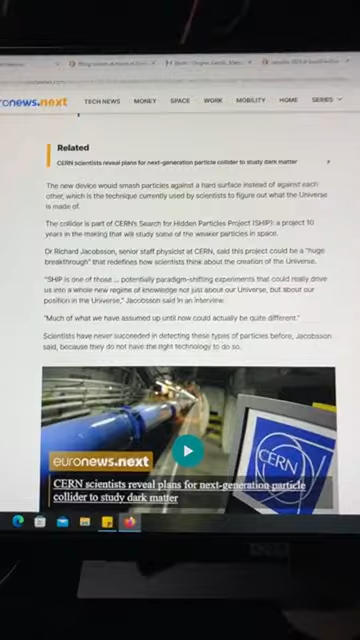 euronews.next TECH NEWS MONEY SPACE WORK MOBILITY HOME SERIES
Related
CERN scientists reveal plans for next-generation particle collider to study dark matter
The new device would smash particles against a hard surface instead of against each
other, which is the technique currently used by scientists to figure out what the Universe
is made of.
The collider is part of CERN's Search for Hidden Particles Project (SHiP): a project 10
years in the making that will study some of the weaker particles in space.
Dr Richard Jacobsson, senior staff physicist at CERN, said this project could be a "huge
breakthrough" that redefines how scientists think about the creation of the Universe.
"SHiP is one of those ... potentially paradigm-shifting experiments that could really drive
us into a whole new regime of knowledge not just about our Universe, but about our
position in the Universe," Jacobsson said in an interview.
"Much of what we have assumed up until now could actually be quite different."
Scientists have never succeeded in detecting these types of particles before, Jacobsson
said, because they do not have the right technology to do so.
CERN
euronews.next
CERN scientists reveal plans for next-generation particle
collider to study dark matter